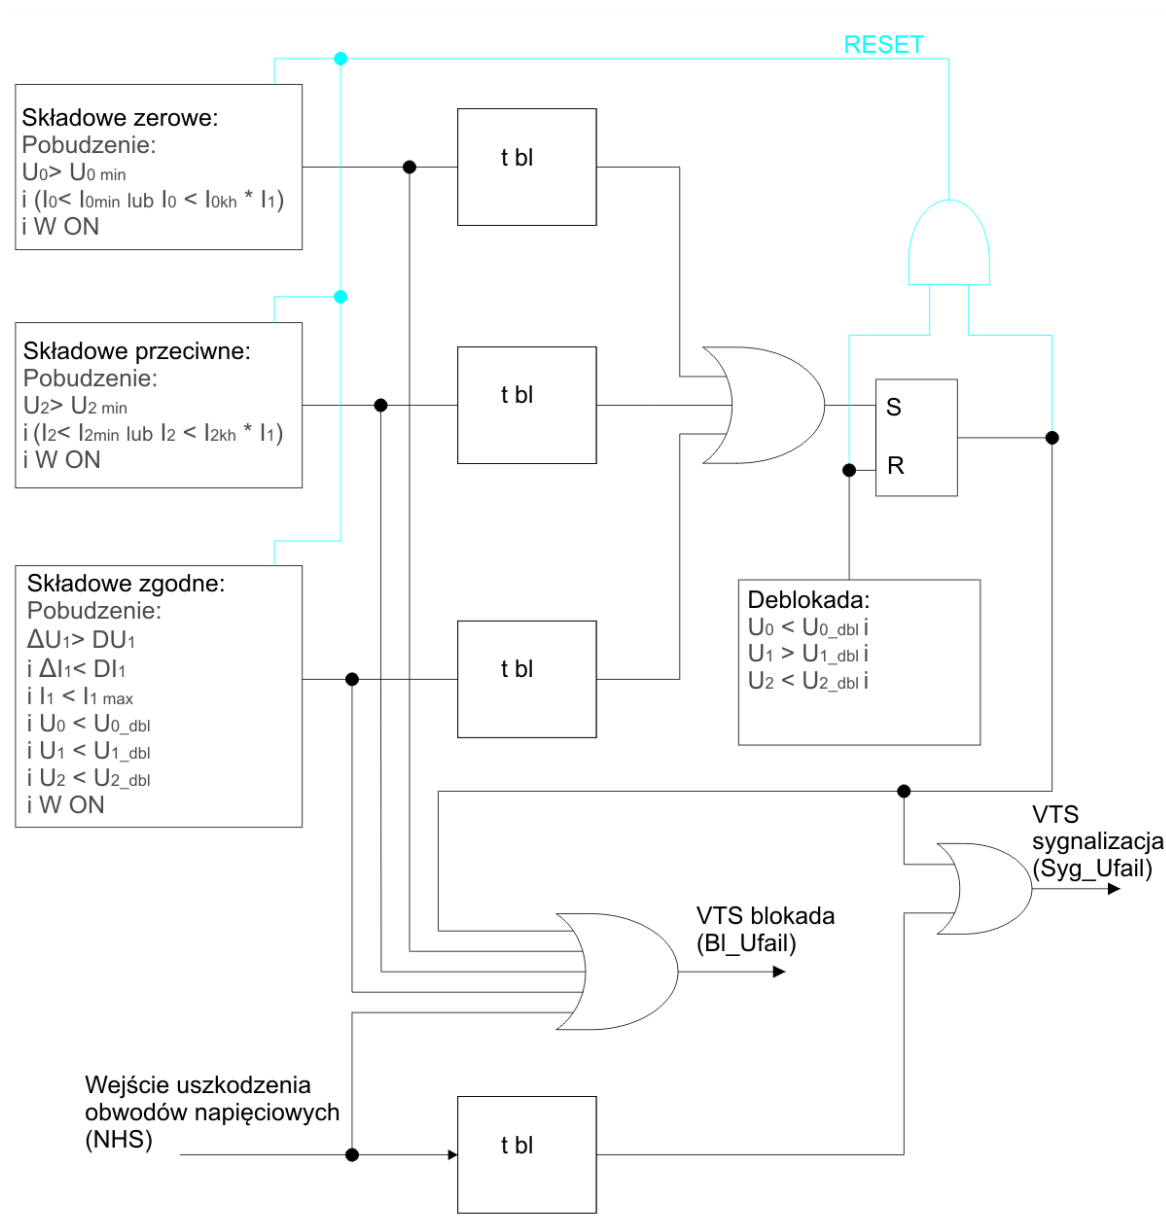 RESET
Składowe zerowe:
Pobudzenie:
U0> U0 min
i (I0< I0min lub I0 < I0kh * I1)
i W ON
t bl
Składowe przeciwne:
Pobudzenie:
U2> U2 min
i (I2< I2min lub I2 < I2kh * I1)
i W ON
t bl
S
R
Składowe zgodne:
Pobudzenie:
ΔU1> DU1
i ΔI1< DI1
i I1 < I1 max
i U0 < U0_dbl
i U1 < U1_dbl
i U2 < U2_dbl
i W ON
t bl
Deblokada:
U0 < U0_dbl i
U1 > U1_dbl i
U2 < U2_dbl i
VTS
sygnalizacja
(Syg_Ufail)
VTS blokada
(Bl_Ufail)
Wejście uszkodzenia
obwodów napięciowych
(NHS)
t bl